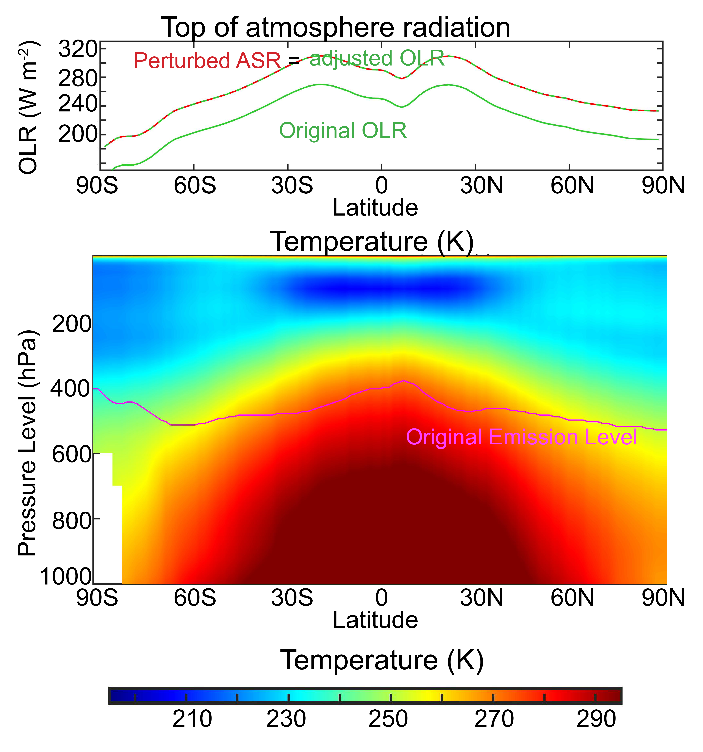 Top of atmosphere radiation
OLR (W m-2)
320
280
240
200
Perturbed ASR = adjusted OLR
Original OLR
90S 60S 30S 0 30N 60N 90N
Latitude
Temperature (K)
Pressure Level (hPa)
200
400
600
800
1000
Original Emission Level
90S 60S 30S 0 30N 60N 90N
Latitude
Temperature (K)
210 230 250 270 290